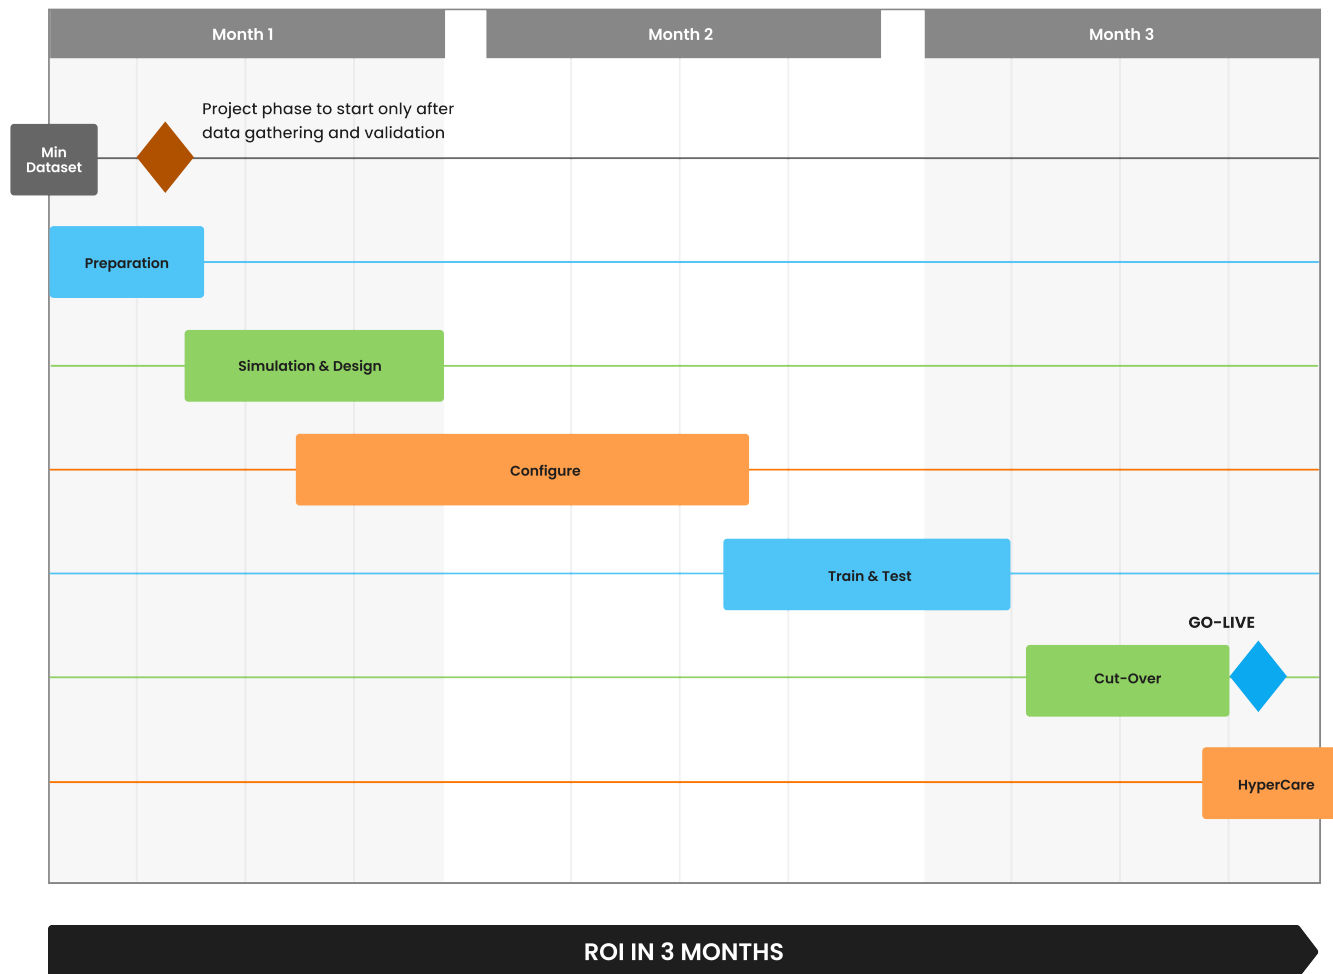 Month 1
Month 2
Month 3
Project phase to start only after
data gathering and validation
Min
Dataset
Preparation
Simulation & Design
Configure
Train & Test
GO-LIVE
Cut-Over
HyperCare
ROI IN 3 MONTHS